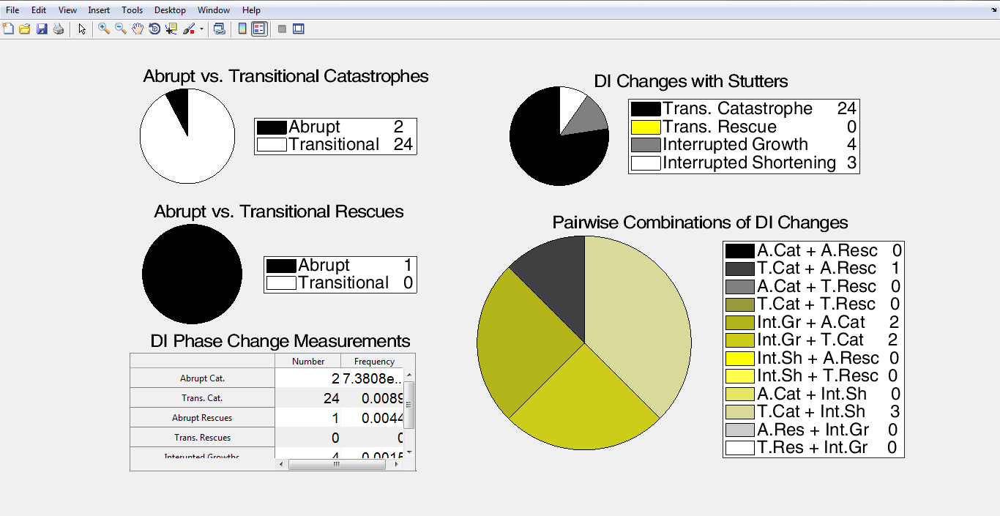 File Edit View Insert Tools Desktop Window Help
Abrupt vs. Transitional Catastrophes
Abrupt 2
Transitional 24
DI Changes with Stutters
Trans. Catastrophe 24
Trans. Rescue 0
Interrupted Growth 4
Interrupted Shortening 3
Abrupt vs. Transitional Rescues
Abrupt 1
Transitional 0
Pairwise Combinations of DI Changes
A.Cat + A.Resc 0
T.Cat + A.Resc 1
A.Cat + T.Resc 0
T.Cat + T.Resc 0
Int.Gr + A.Cat 2
Int.Gr + T.Cat 2
Int.Sh + A.Resc 0
Int.Sh + T.Resc 0
A.Cat + Int.Sh 0
T.Cat + Int.Sh 3
A.Res + Int.Gr 0
T.Res + Int.Gr 0
DI Phase Change Measurements
Number Frequency
Abrupt Cat. 2 7.3808e...
Trans. Cat. 24 0.0089
Abrupt Rescues 1 0.0044
Trans. Rescues 0 0
Interupted Growths 4 0.0015